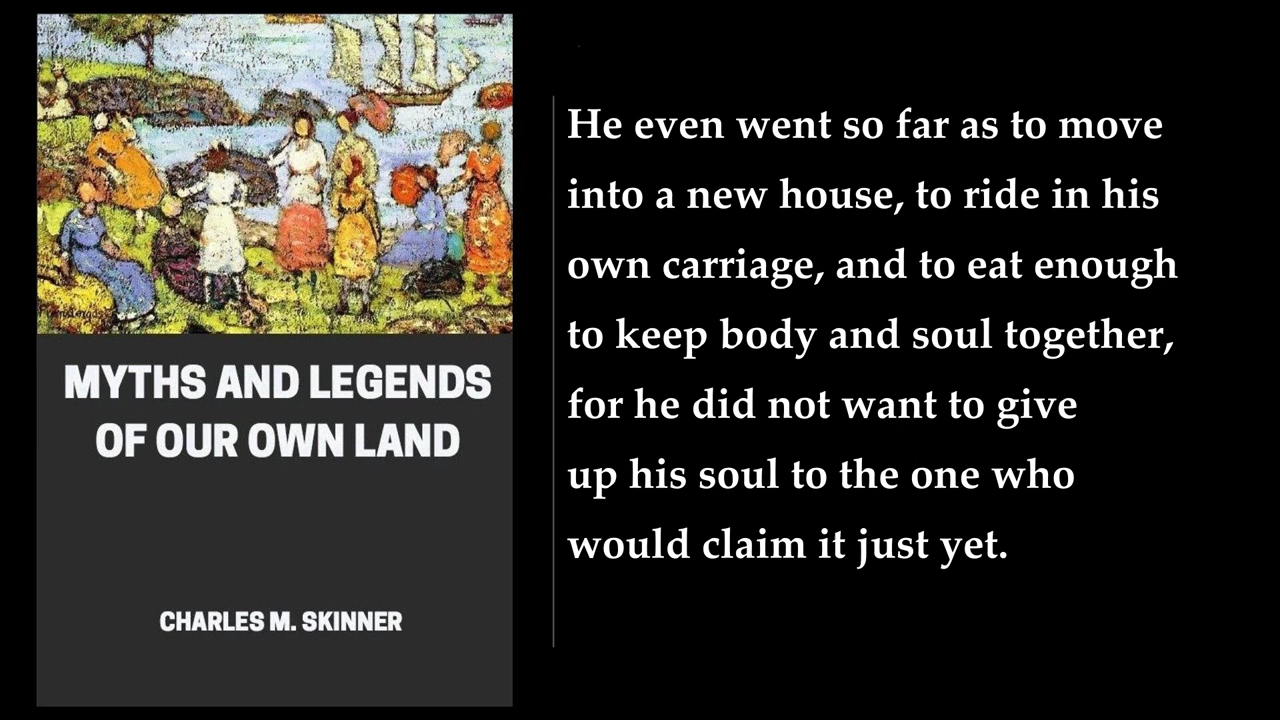 MYTHS AND LEGENDS
OF OUR OWN LAND
CHARLES M. SKINNER
He even went so far as to move
into a new house, to ride in his
own carriage, and to eat enough
to keep body and soul together,
for he did not want to give
up his soul to the one who
would claim it just yet.